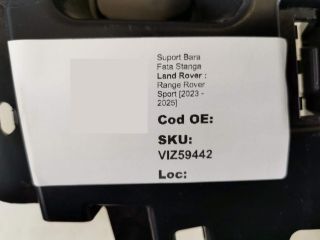 Suport Bara
Fata Stanga
Land Rover :
Range Rover
Sport [2023 -
2025]
Cod OE:
SKU:
VIZ59442
Loc: